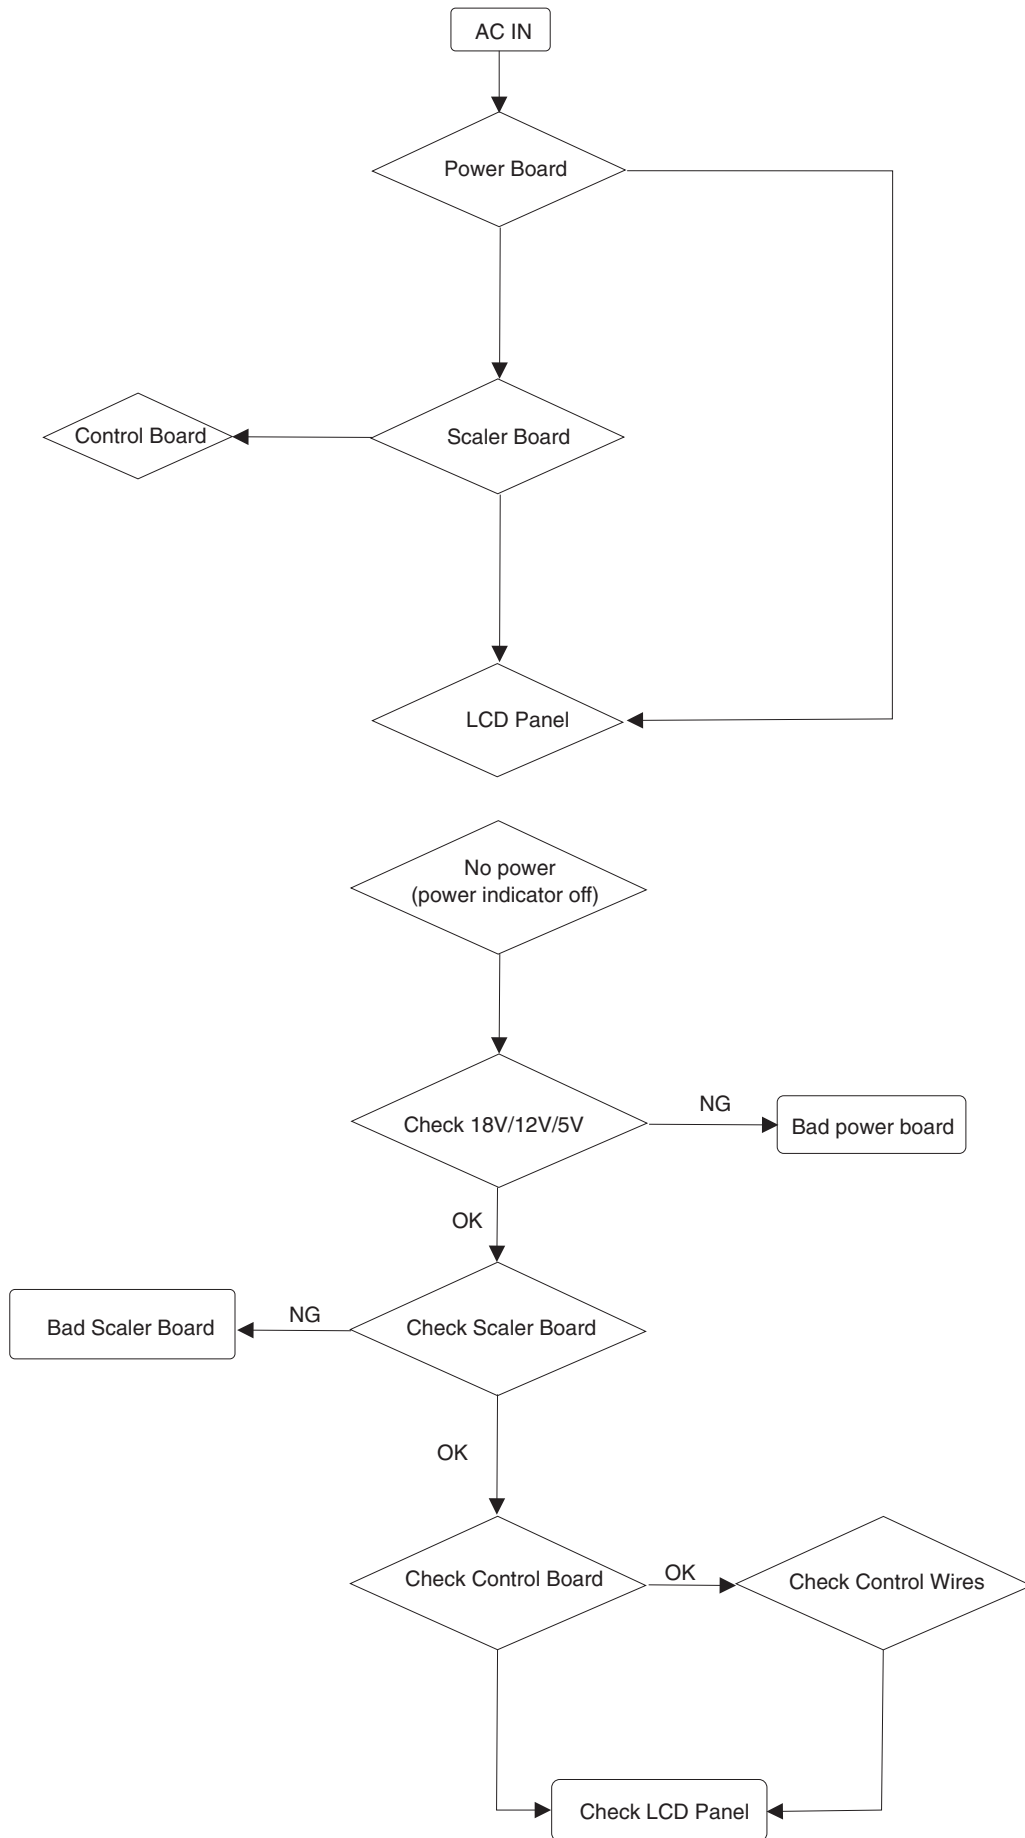 AC IN
Power Board
Control Board
Scaler Board
LCD Panel
No power
(power indicator off)
Check 18V/12V/5V
NG
Bad power board
OK
Bad Scaler Board
NG
Check Scaler Board
OK
Check Control Board
OK
Check Control Wires
Check LCD Panel